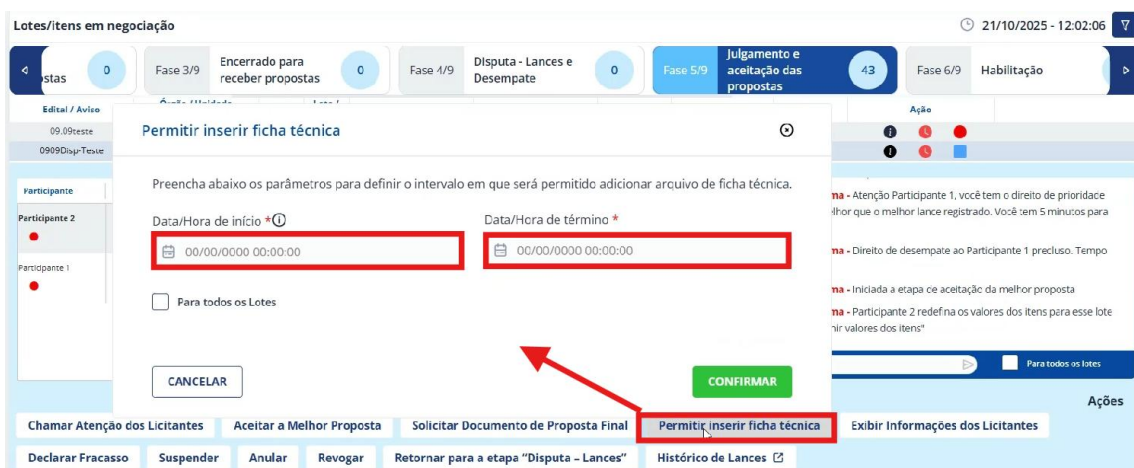 Lotes/itens em negociação
21/10/2025 - 12:02:06
ostas 0
Fase 3/9 Encerrado para receber propostas 0
Fase 4/9 Disputa - Lances e Desempate 0
Fase 5/9 Julgamento e aceitação das propostas 43
Fase 6/9 Habilitação
Edital / Aviso Ação
09.09teste
0909Disp-Teste
Permitir inserir ficha técnica
Preencha abaixo os parâmetros para definir o intervalo em que será permitido adicionar arquivo de ficha técnica.
Data/Hora de início *
00/00/0000 00:00:00
Data/Hora de término *
00/00/0000 00:00:00
Para todos os Lotes
CANCELAR
CONFIRMAR
Participante
Participante 2
Participante 1
ma - Atenção Participante 1, você tem o direito de prioridade
elhor que o melhor lance registrado. Você tem 5 minutos para
ma - Direito de desempate ao Participante 1 precluso. Tempo
ma - Iniciada a etapa de aceitação da melhor proposta
ma - Participante 2 redefina os valores dos itens para esse lote
nir valores dos itens"
Para todos os lotes
Ações
Chamar Atenção dos Licitantes Aceitar a Melhor Proposta Solicitar Documento de Proposta Final Permitir inserir ficha técnica Exibir Informações dos Licitantes
Declarar Fracasso Suspender Anular Revogar Retornar para a etapa “Disputa – Lances” Histórico de Lances